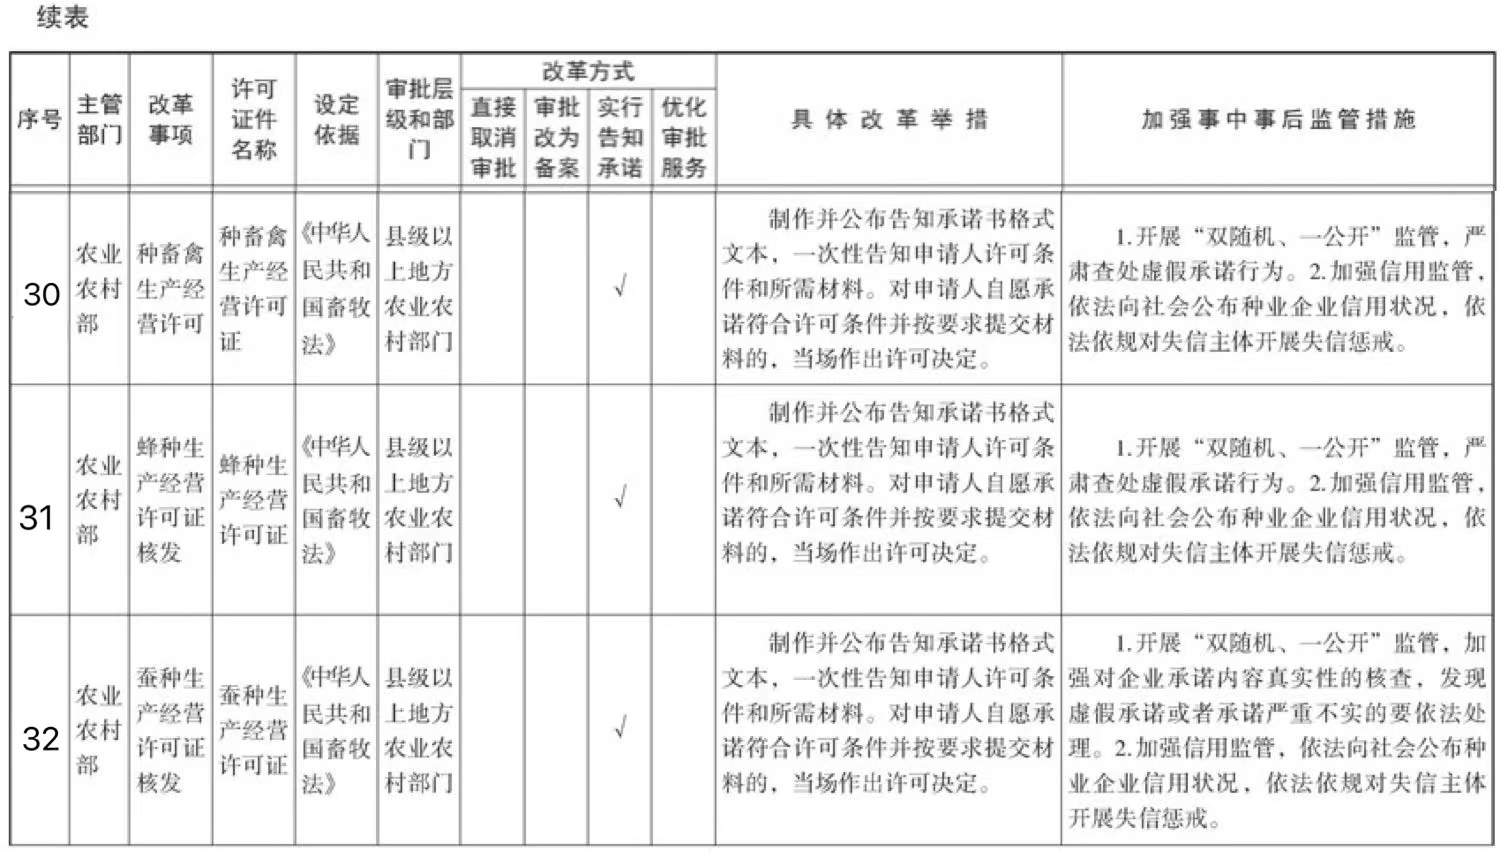 续表
序号
主管
部门
改革
事项
许可
证件
名称
设定
依据
审批层
级和部
门
改革方式
直接
取消
审批
审批
改为
备案
实行
告知
承诺
优化
审批
服务
具体改革举措
加强事中事后监管措施
30
农业
农村
部
种畜禽
生产经
营许可
种畜禽
生产经
营许可
证
《中华人
民共和
国畜牧
法》
县级以
上地方
农业农
村部门
√
制作并公布告知承诺书格式
文本，一次性告知申请人许可条
件和所需材料。对申请人自愿承
诺符合许可条件并按要求提交材
料的，当场作出许可决定。
1.开展“双随机、一公开”监管，严
肃查处虚假承诺行为。2.加强信用监管，
依法向社会公布种业企业信用状况，依
法依规对失信主体开展失信惩戒。
31
农业
农村
部
蜂种生
产经营
许可证
核发
蜂种生
产经营
许可证
《中华人
民共和
国畜牧
法》
县级以
上地方
农业农
村部门
√
制作并公布告知承诺书格式
文本，一次性告知申请人许可条
件和所需材料。对申请人自愿承
诺符合许可条件并按要求提交材
料的，当场作出许可决定。
1.开展“双随机、一公开”监管，严
肃查处虚假承诺行为。2.加强信用监管，
依法向社会公布种业企业信用状况，依
法依规对失信主体开展失信惩戒。
32
农业
农村
部
蚕种生
产经营
许可证
核发
蚕种生
产经营
许可证
《中华人
民共和
国畜牧
法》
县级以
上地方
农业农
村部门
√
制作并公布告知承诺书格式
文本，一次性告知申请人许可条
件和所需材料。对申请人自愿承
诺符合许可条件并按要求提交材
料的，当场作出许可决定。
1.开展“双随机、一公开”监管，加
强对企业承诺内容真实性的核查，发现
虚假承诺或者承诺严重不实的要依法处
理。2.加强信用监管，依法向社会公布种
业企业信用状况，依法依规对失信主体
开展失信惩戒。